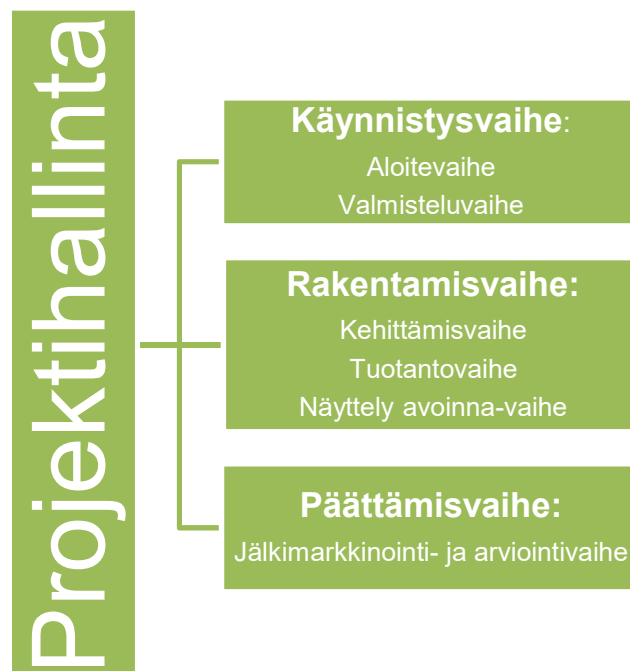 Projektihallinta
Käynnistysvaihe:
Aloitevaihe
Valmisteluvaihe
Rakentamisvaihe:
Kehittämisvaihe
Tuotantovaihe
Näyttely avoinna-vaihe
Päättämisvaihe:
Jälkimarkkinointi- ja arviointivaihe